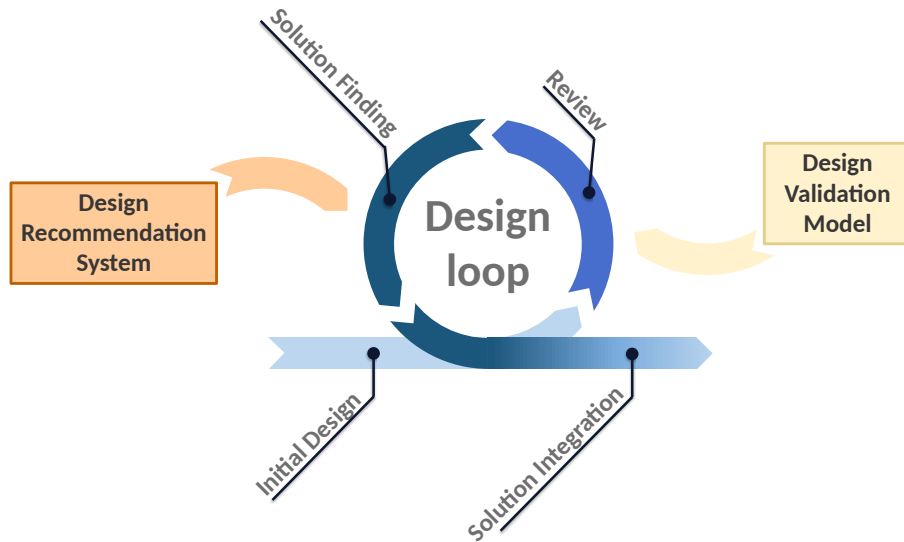 Solution Finding
Review
Design
Recommendation
System
Design
loop
Design
Validation
Model
Initial Design
Solution Integration